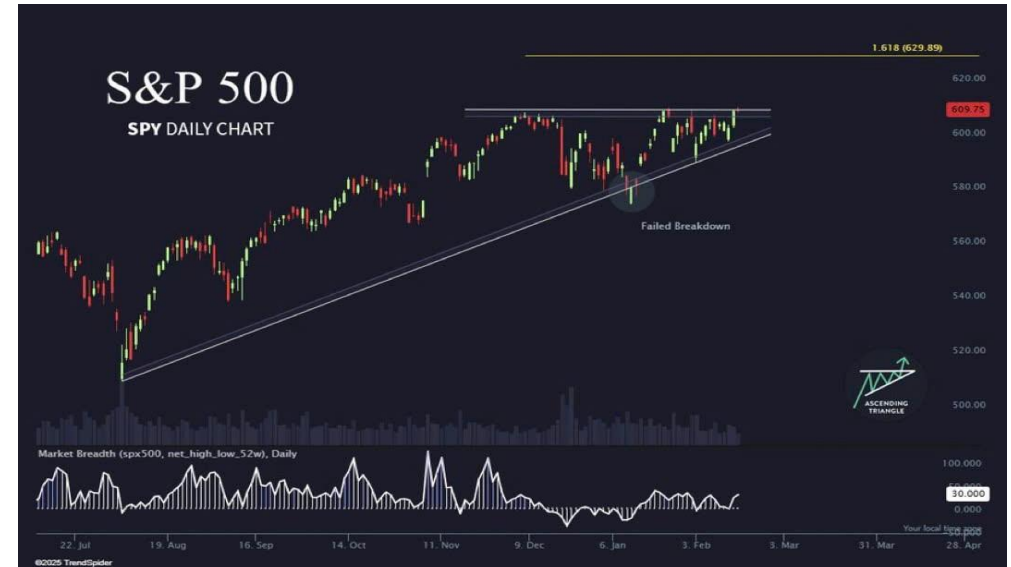 1.618 (629.89)
S&P 500
SPY DAILY CHART
620.00
609.75
600.00
580.00
Failed Breakdown
560.00
540.00
520.00
ASCENDING
TRIANGLE
500.00
Market Breadth (spx500, net_high_low_52w), Daily
100.000
30.000
0.000
Your local time zone
22. Jul 19. Aug 16. Sep 14. Oct 11. Nov 9. Dec 6. Jan 3. Feb 3. Mar 31. Mar 28. Apr
©2025 TrendSpider